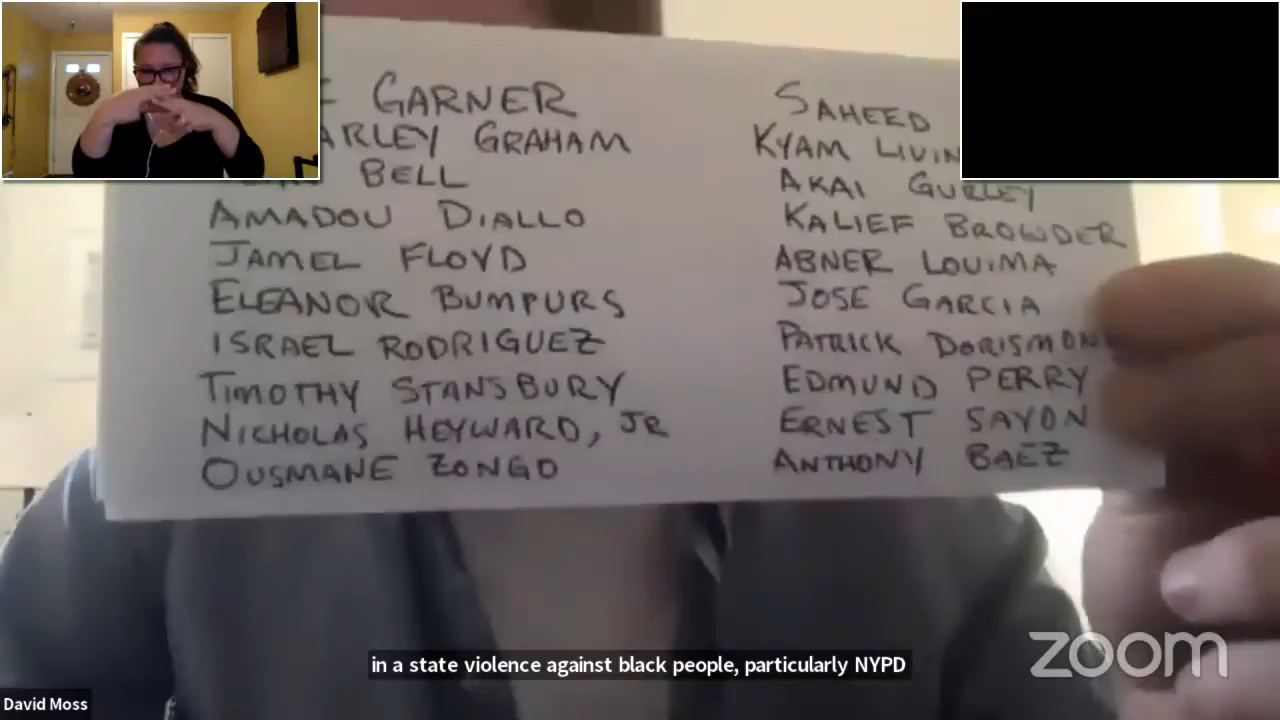 GARNER
GRAHAM
BELL
AMADOU DIALLO
JAMEL FLOYD
ELEANOR BUMPURS
ISRAEL RODRIGUEZ
TIMOTHY STANSBURY
NICHOLAS HEYWARD, JR
OUSMANE ZONGO
SAHEED
KYAM
AKAI GURLEY
KALIEF BROWDER
ABNER LOUIMA
JOSE GARCIA
PATRICK
EDMUND PERRY
ERNEST SAYON
ANTHONY BAEZ
in a state violence against black people, particularly NYPD
zoom
David Moss